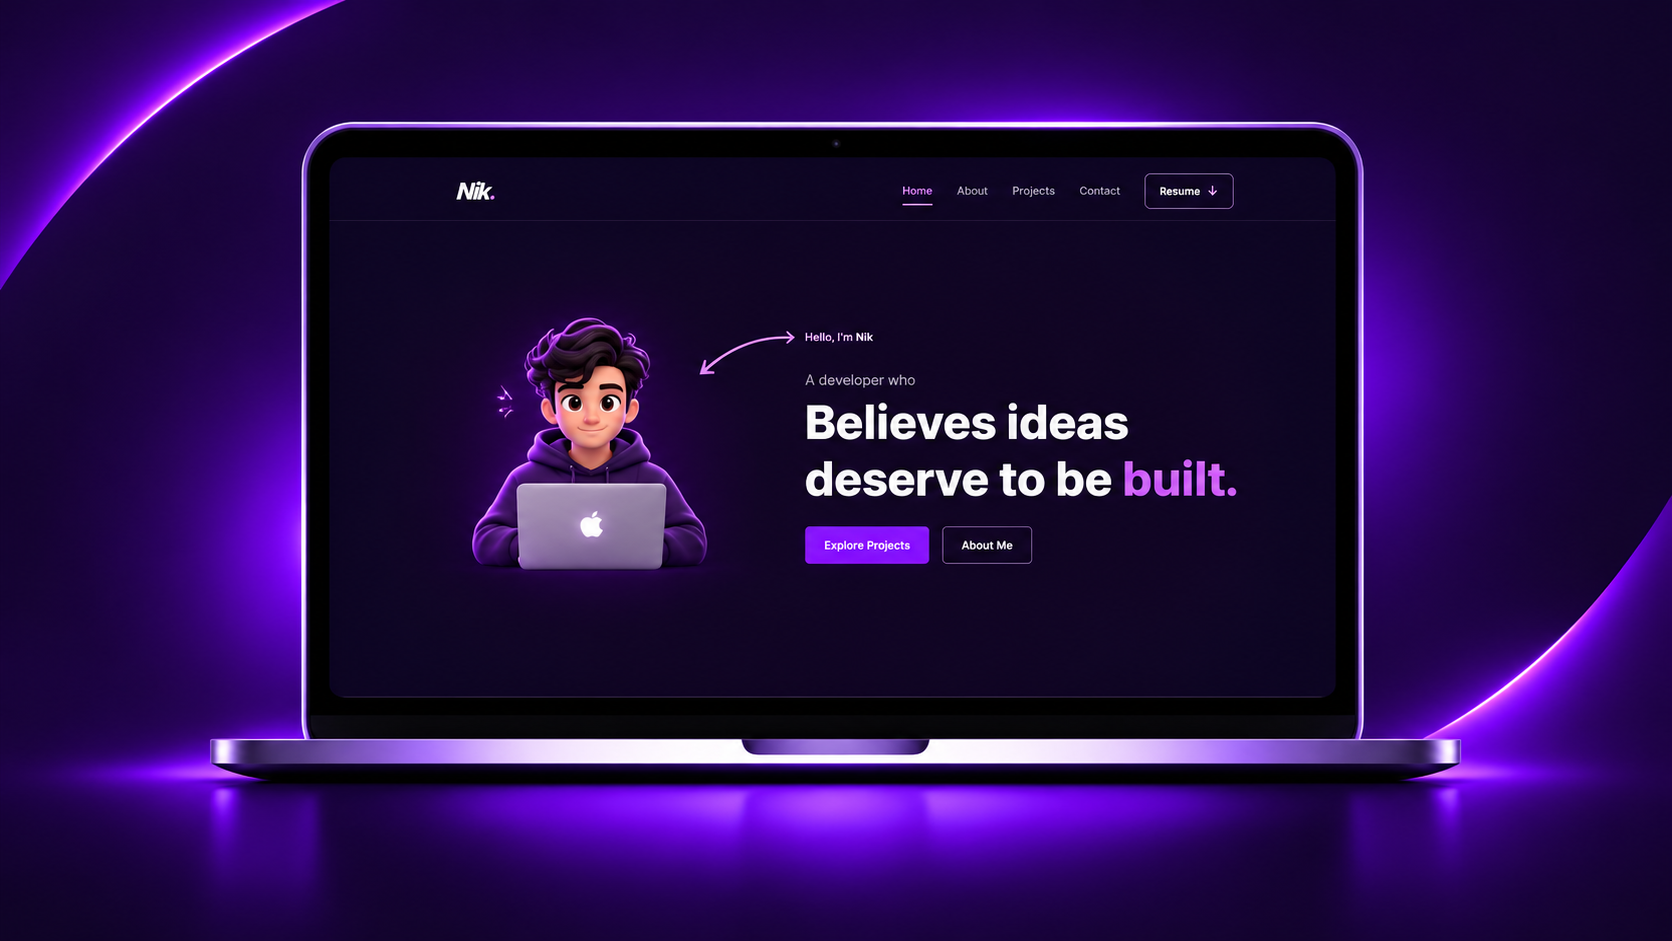 Nik.
Home About Projects Contact Resume
Hello, I'm Nik
A developer who
Believes ideas
deserve to be built.
Explore Projects About Me